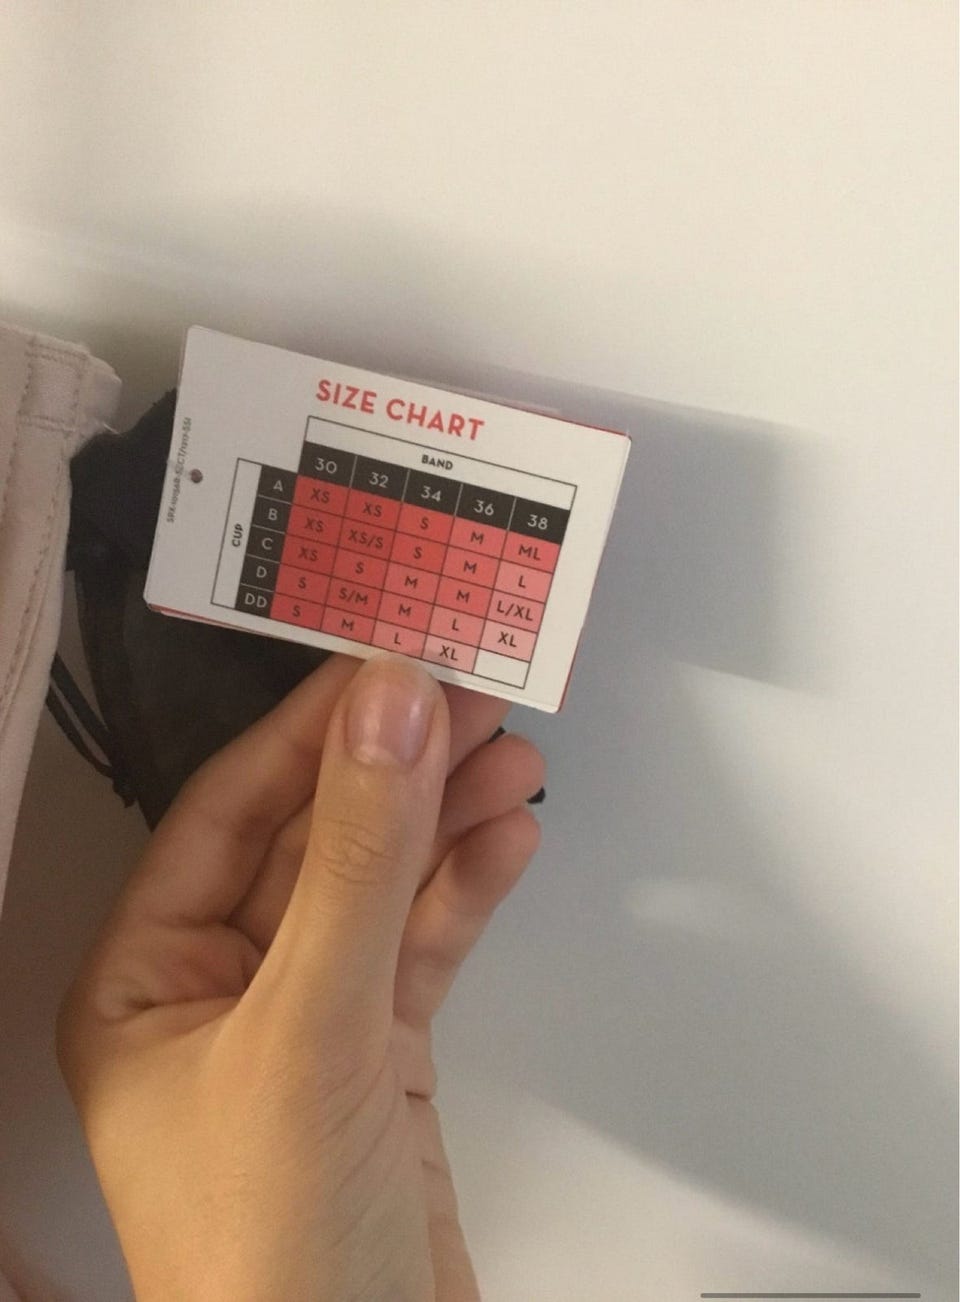 SIZE CHART
BAND
30 32 34 36 38
CUP
A XS XS S M ML
B XS XS/S S M L
C XS S M M L/XL
D S S/M M L XL
DD S M L XL